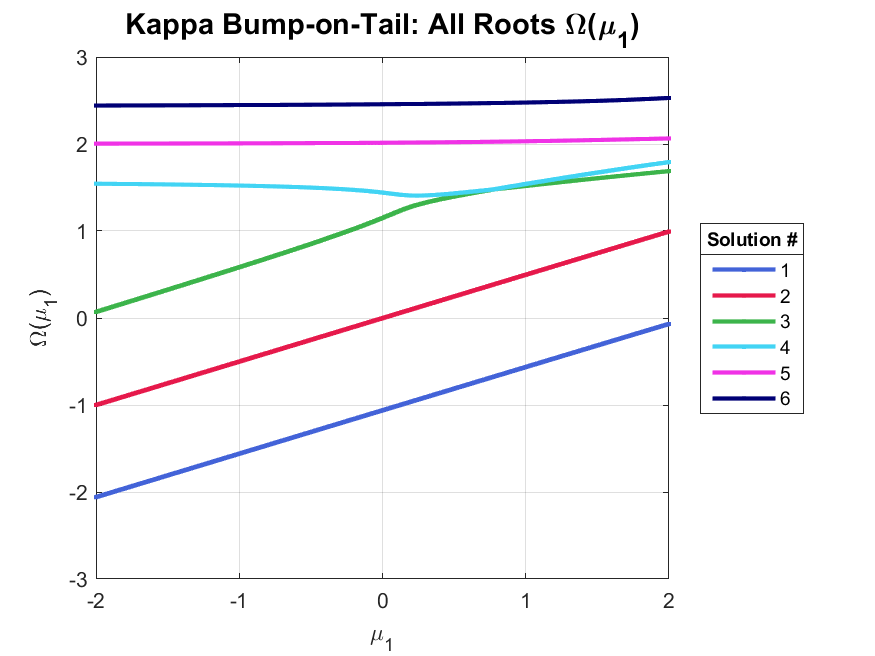 Kappa Bump-on-Tail: All Roots Ω(μ₁)
3
2
1
0
-1
-2
-3
Ω(μ₁)
-2 -1 0 1 2
μ₁
Solution #
1
2
3
4
5
6